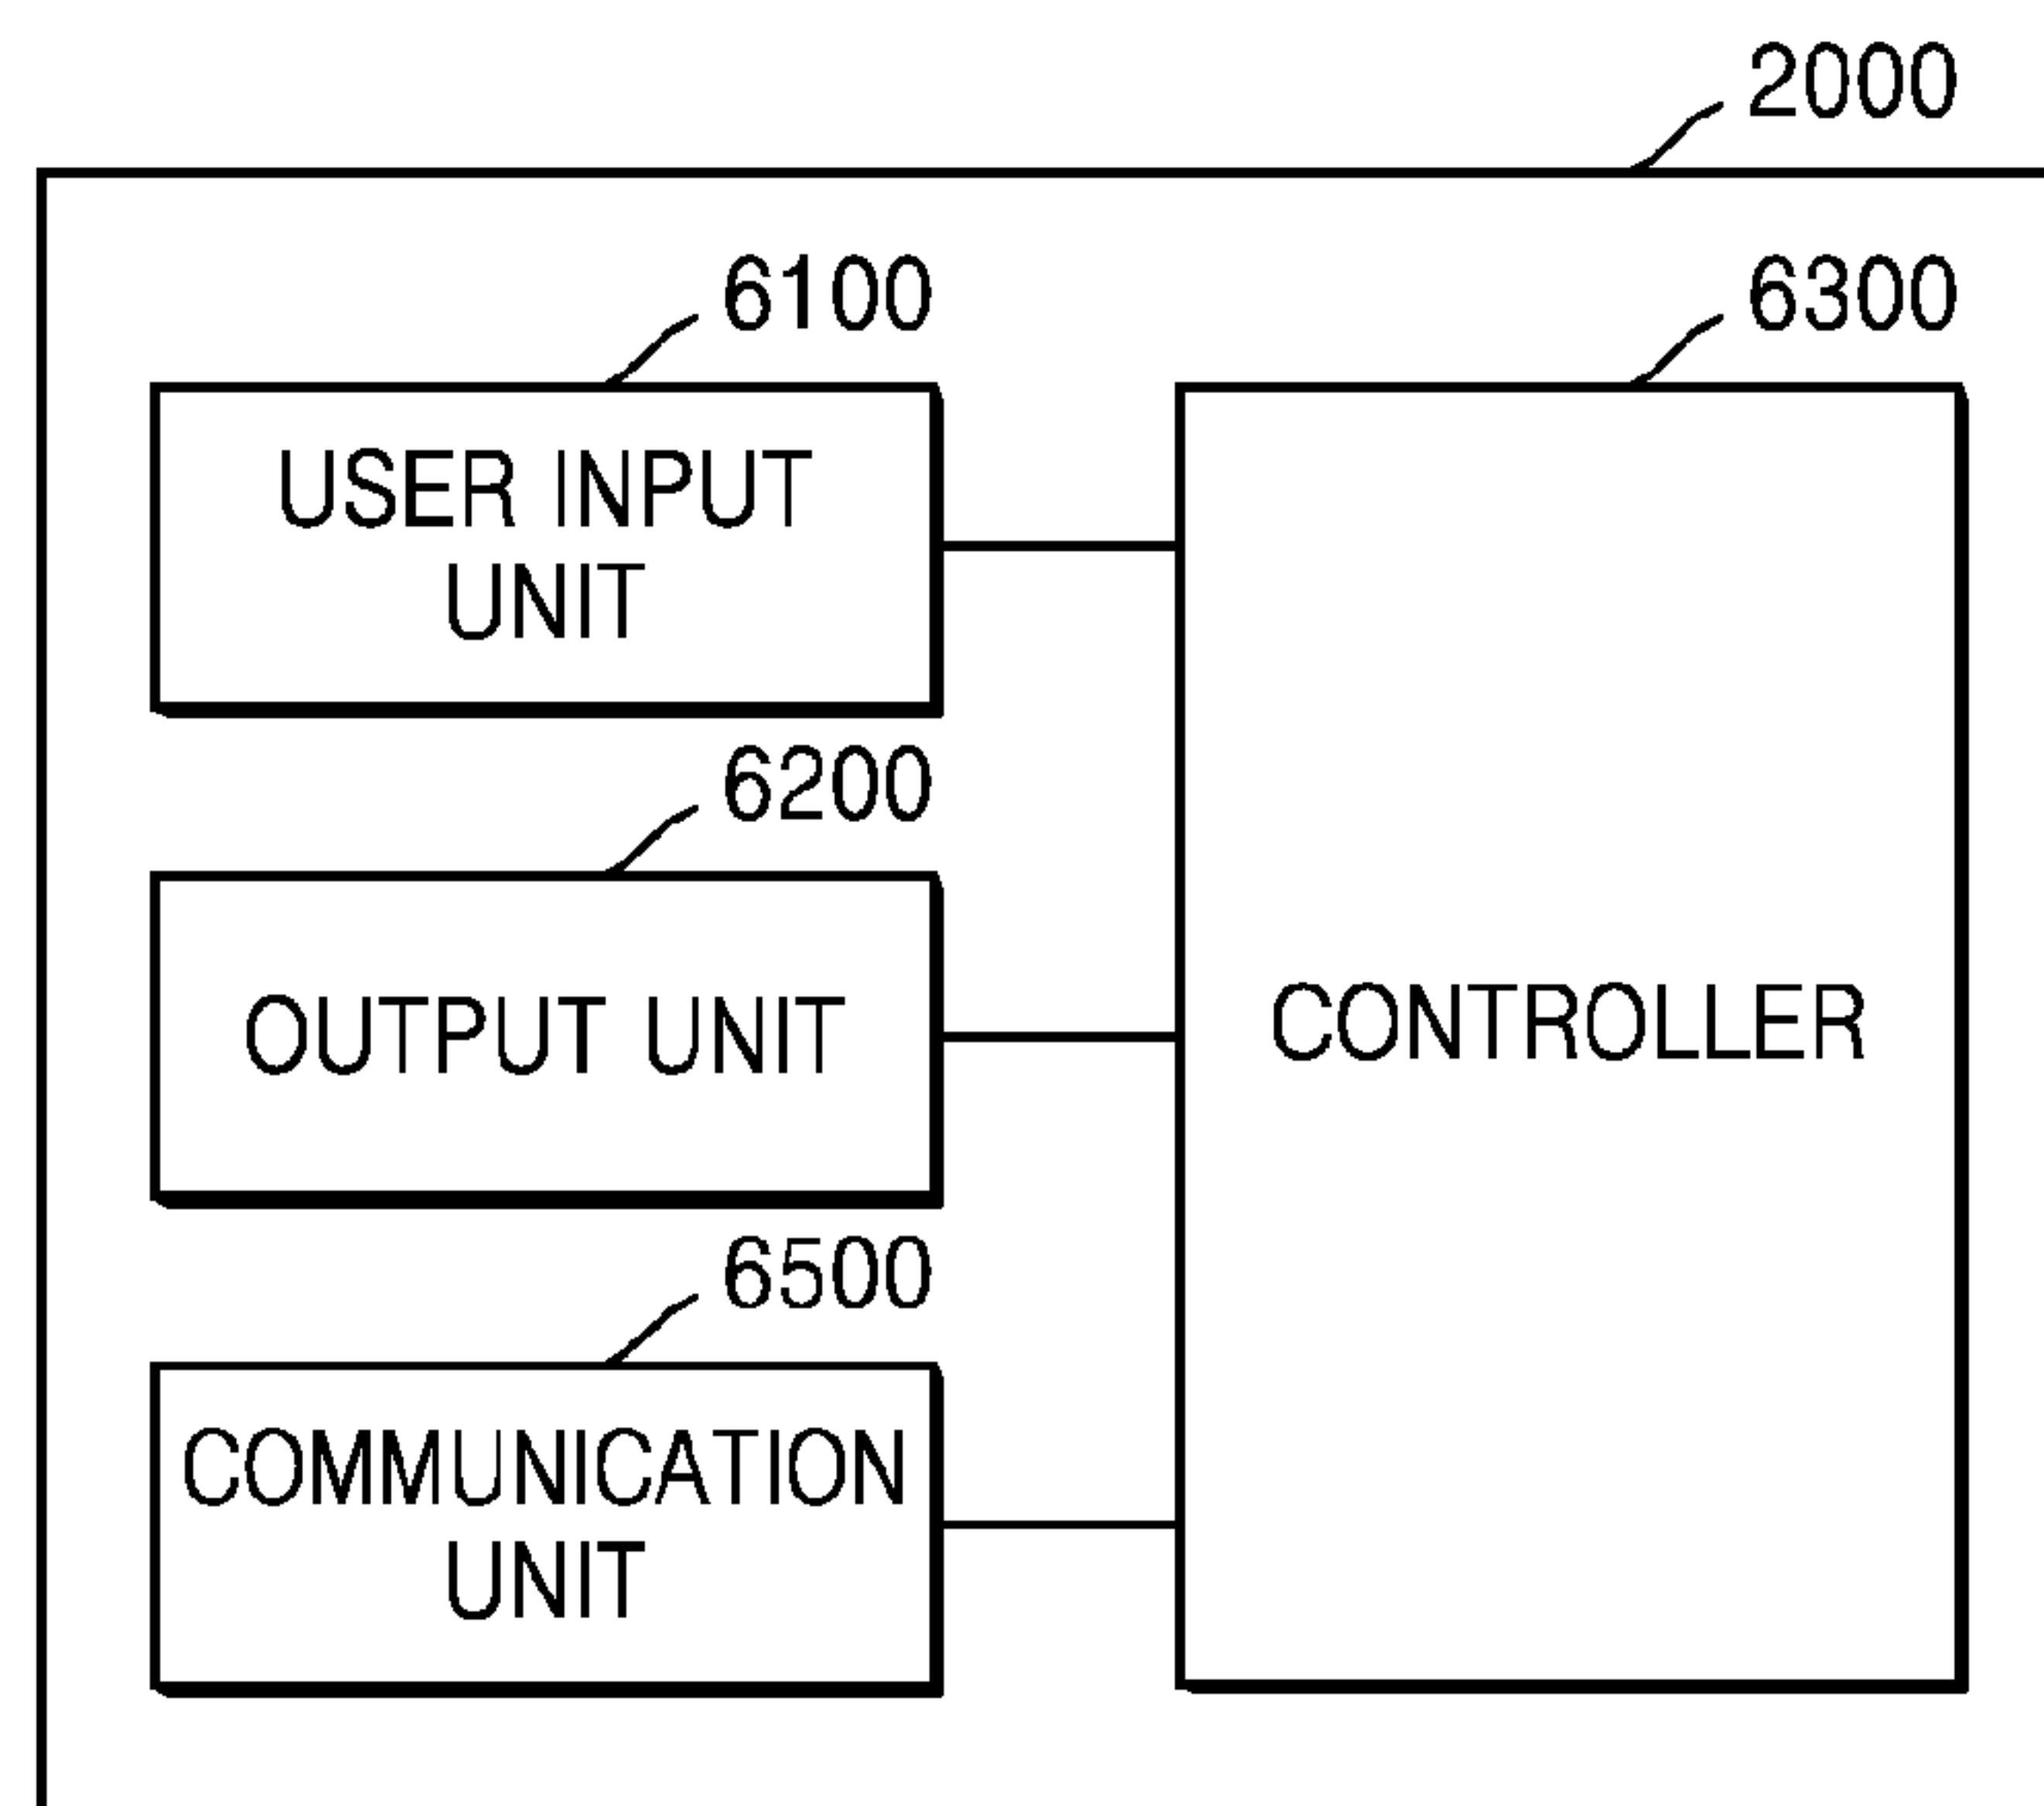 2000
6100
6300
USER INPUT
UNIT
6200
OUTPUT UNIT
CONTROLLER
6500
COMMUNICATION
UNIT